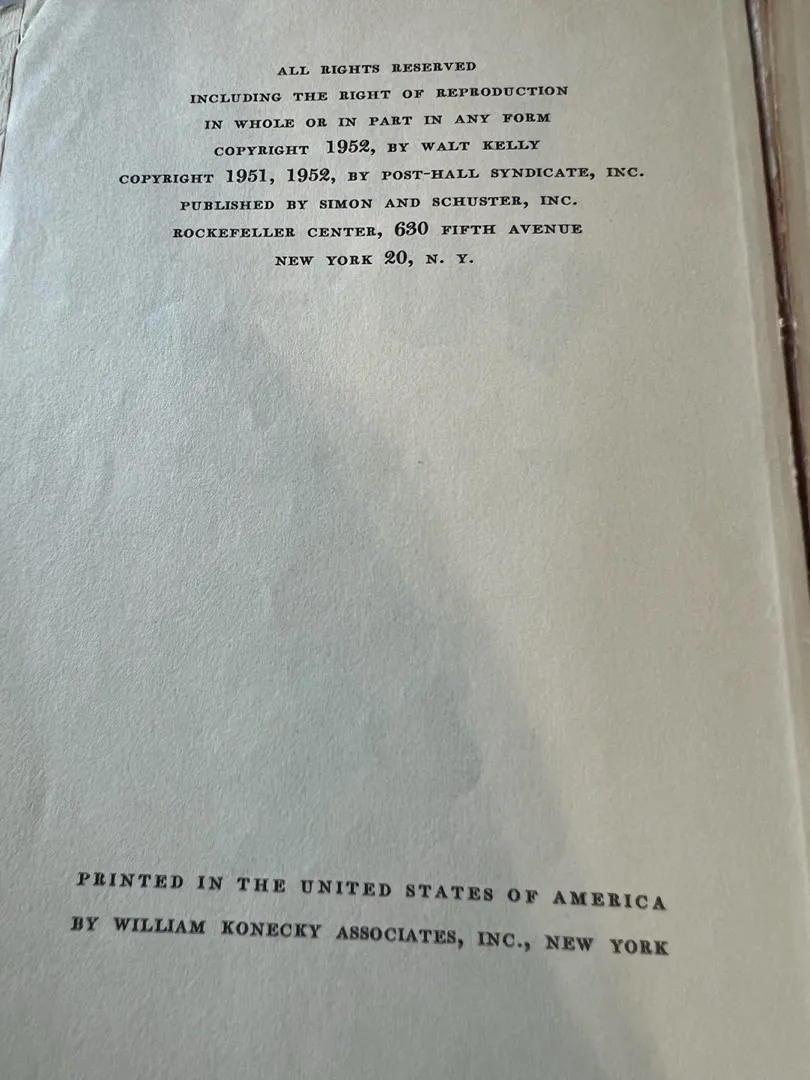 ALL RIGHTS RESERVED
INCLUDING THE RIGHT OF REPRODUCTION
IN WHOLE OR IN PART IN ANY FORM
COPYRIGHT 1952, BY WALT KELLY
COPYRIGHT 1951, 1952, BY POST-HALL SYNDICATE, INC.
PUBLISHED BY SIMON AND SCHUSTER, INC.
ROCKEFELLER CENTER, 630 FIFTH AVENUE
NEW YORK 20, N. Y.
PRINTED IN THE UNITED STATES OF AMERICA
BY WILLIAM KONECKY ASSOCIATES, INC., NEW YORK